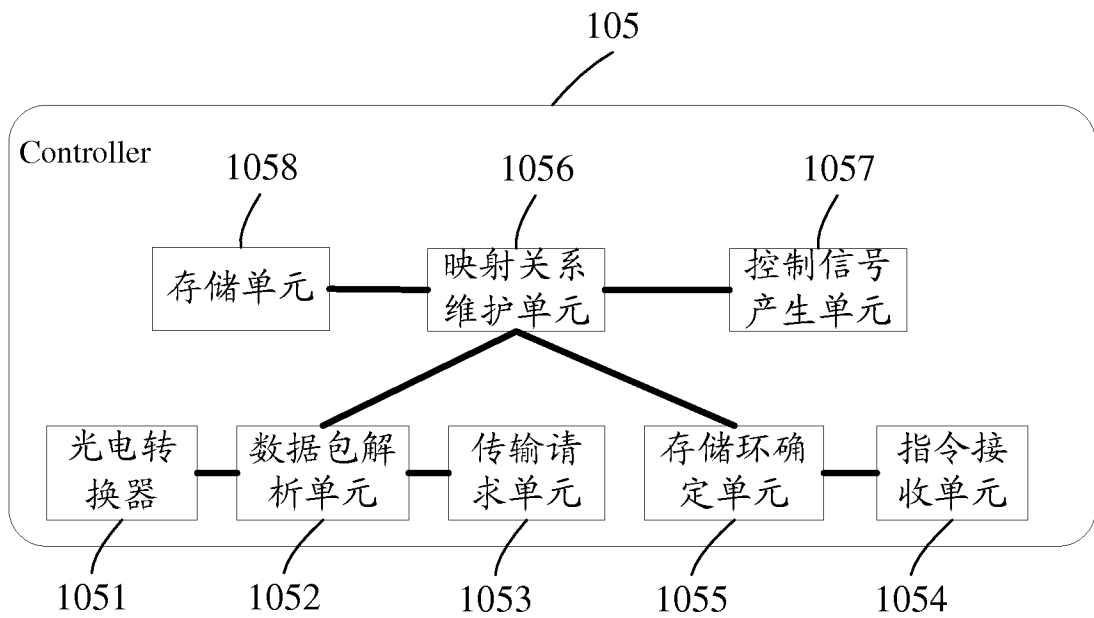 105
Controller
1058
1056
1057
存储单元
映射关系
维护单元
控制信号
产生单元
光电转
换器
数据包解
析单元
传输请
求单元
存储环确
定单元
指令接
收单元
1051
1052
1053
1055
1054